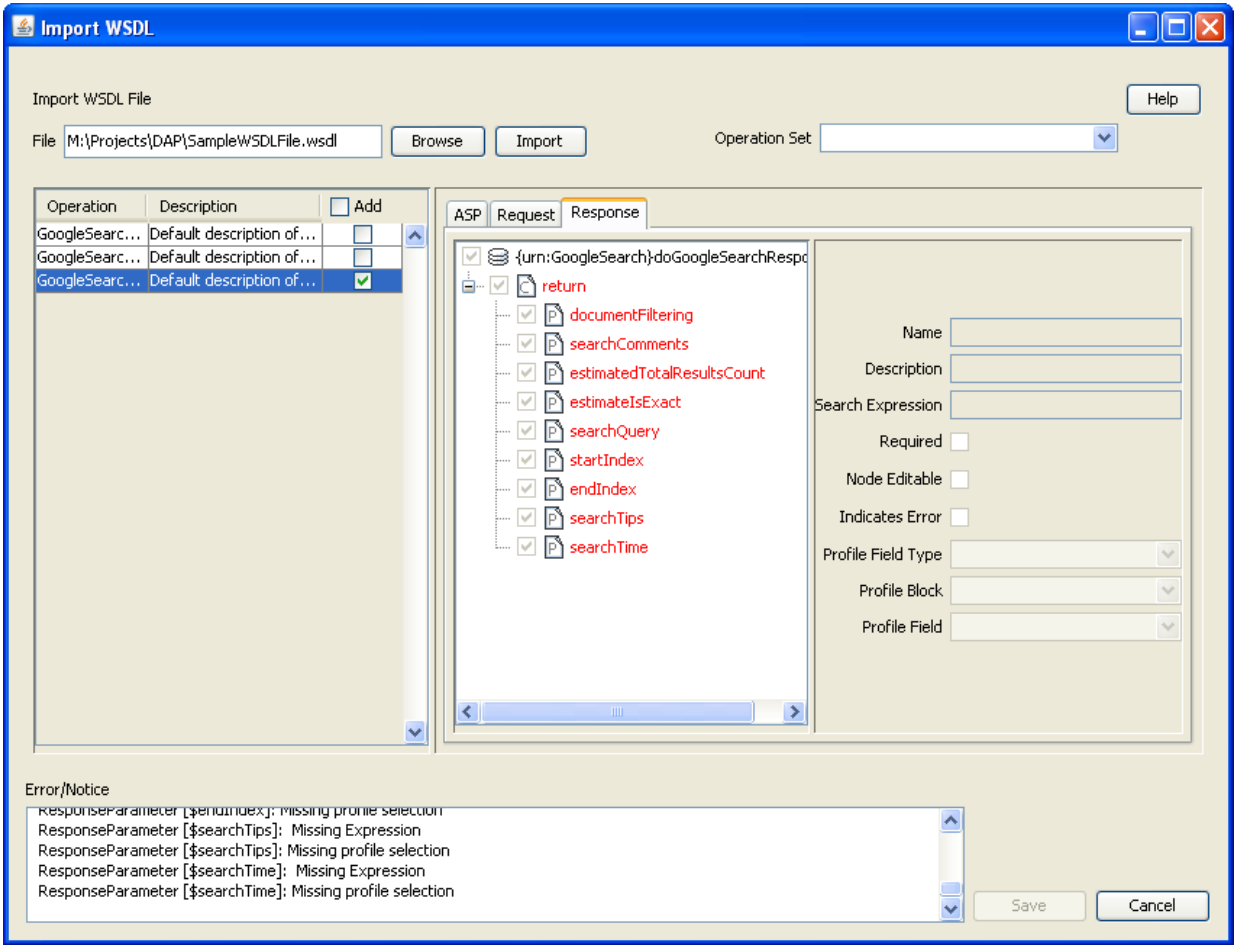 Import WSDL
Import WSDL File
Help
File M:\Projects\DAP\SampleWSDLFile.wsdl Browse Import Operation Set
Operation Description Add
GoogleSearc... Default description of...
GoogleSearc... Default description of...
GoogleSearc... Default description of...
ASP Request Response
{urn:GoogleSearch}doGoogleSearchRespo
return
documentFiltering
searchComments
estimatedTotalResultsCount
estimateIsExact
searchQuery
startIndex
endIndex
searchTips
searchTime
Name
Description
Search Expression
Required
Node Editable
Indicates Error
Profile Field Type
Profile Block
Profile Field
Error/Notice
ResponseParameter [$endIndex]: Missing profile selection
ResponseParameter [$searchTips]:  Missing Expression
ResponseParameter [$searchTips]: Missing profile selection
ResponseParameter [$searchTime]:  Missing Expression
ResponseParameter [$searchTime]: Missing profile selection
Save Cancel